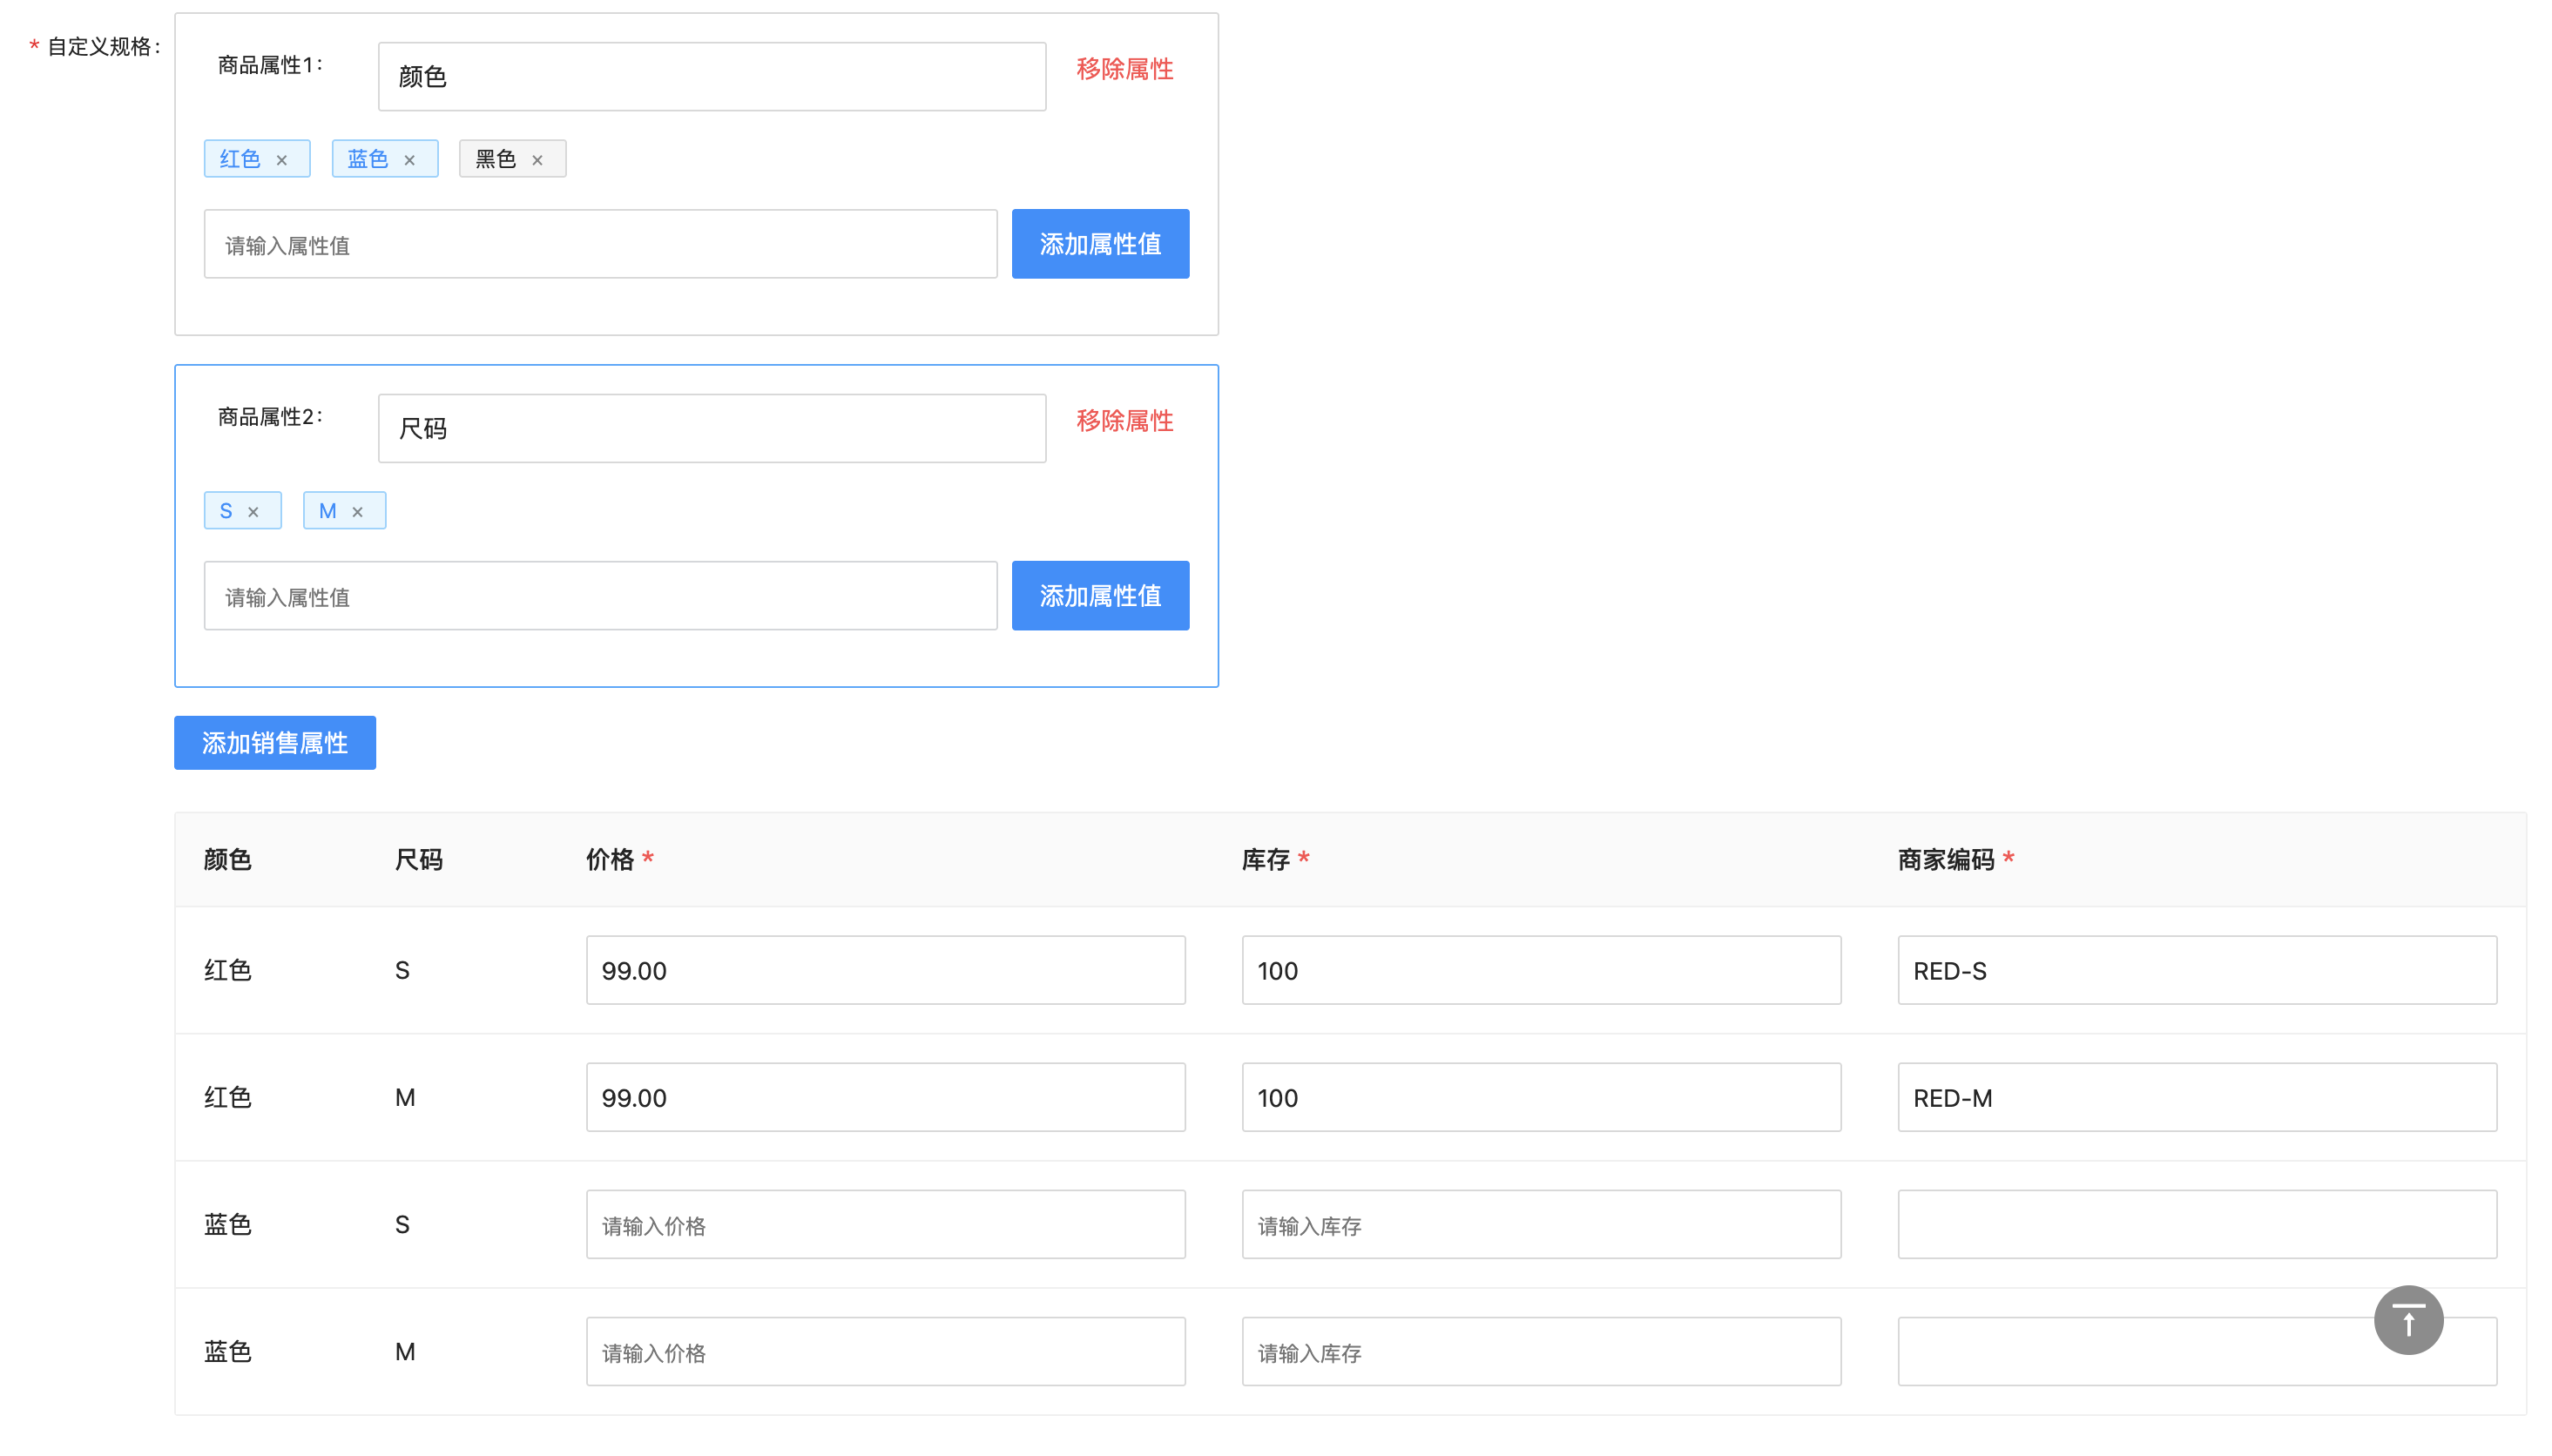 * 自定义规格:
商品属性1: 颜色 移除属性
红色 × 蓝色 × 黑色 ×
请输入属性值 添加属性值
商品属性2: 尺码 移除属性
S × M ×
请输入属性值 添加属性值
添加销售属性
颜色 尺码 价格 * 库存 * 商家编码 *
红色 S 99.00 100 RED-S
红色 M 99.00 100 RED-M
蓝色 S 请输入价格 请输入库存
蓝色 M 请输入价格 请输入库存